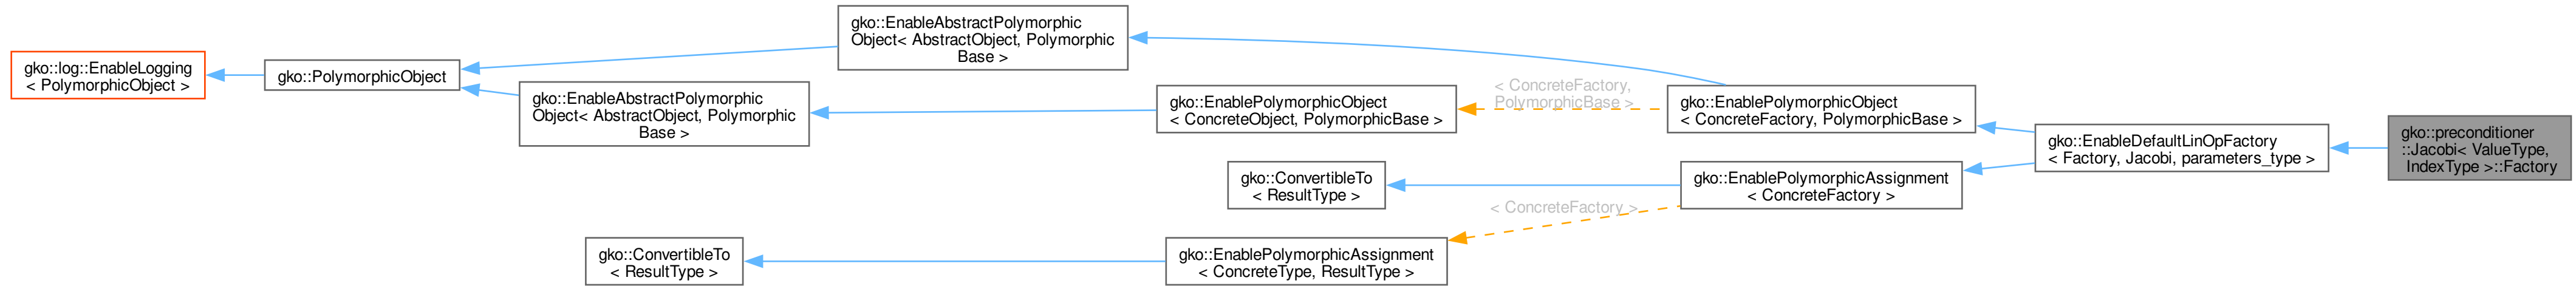 gko::log::EnableLogging
< PolymorphicObject >
gko::PolymorphicObject
gko::EnableAbstractPolymorphic
Object< AbstractObject, Polymorphic
Base >
gko::EnableAbstractPolymorphic
Object< AbstractObject, Polymorphic
Base >
gko::EnablePolymorphicObject
< ConcreteObject, PolymorphicBase >
< ConcreteFactory,
PolymorphicBase >
gko::EnablePolymorphicObject
< ConcreteFactory, PolymorphicBase >
gko::ConvertibleTo
< ResultType >
gko::EnablePolymorphicAssignment
< ConcreteFactory >
gko::ConvertibleTo
< ResultType >
gko::EnablePolymorphicAssignment
< ConcreteType, ResultType >
< ConcreteFactory >
gko::EnableDefaultLinOpFactory
< Factory, Jacobi, parameters_type >
gko::preconditioner
::Jacobi< ValueType,
IndexType >::Factory